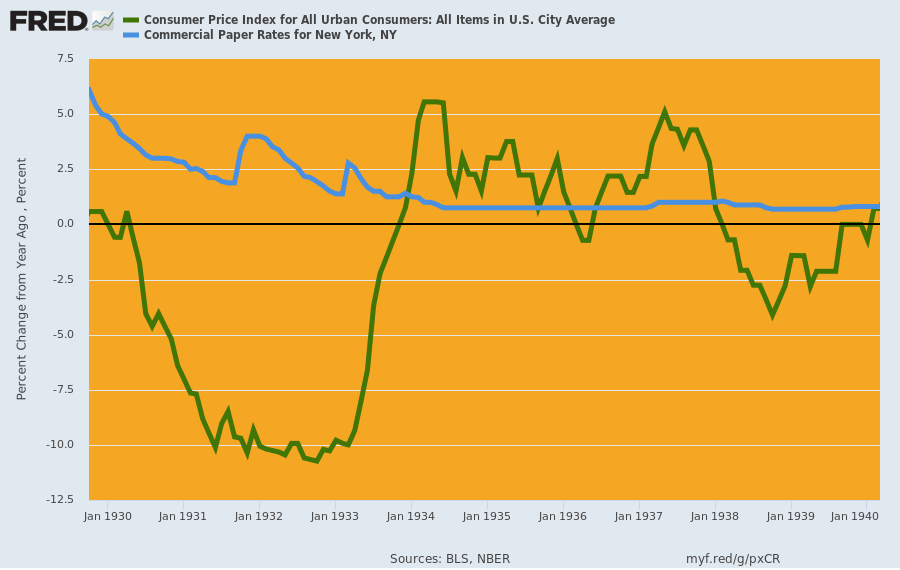 FRED
Consumer Price Index for All Urban Consumers: All Items in U.S. City Average
Commercial Paper Rates for New York, NY
Percent Change from Year Ago , Percent
7.5
5.0
2.5
0.0
-2.5
-5.0
-7.5
-10.0
-12.5
Jan 1930 Jan 1931 Jan 1932 Jan 1933 Jan 1934 Jan 1935 Jan 1936 Jan 1937 Jan 1938 Jan 1939 Jan 1940
Sources: BLS, NBER myf.red/g/pxCR